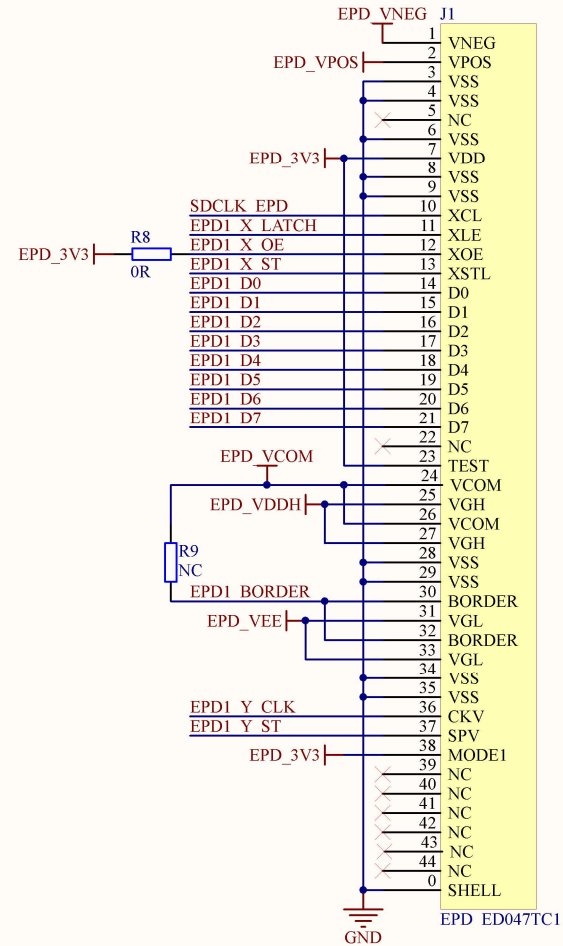 EPD_VNEG J1
1 VNEG
EPD_VPOS 2 VPOS
3 VSS
4 VSS
5 NC
6 VSS
EPD_3V3 7 VDD
8 VSS
9 VSS
SDCLK_EPD 10 XCL
EPD1_X_LATCH 11 XLE
EPD_3V3 R8 0R EPD1_X_OE 12 XOE
EPD1_X_ST 13 XSTL
EPD1_D0 14 D0
EPD1_D1 15 D1
EPD1_D2 16 D2
EPD1_D3 17 D3
EPD1_D4 18 D4
EPD1_D5 19 D5
EPD1_D6 20 D6
EPD1_D7 21 D7
22 NC
23 TEST
EPD_VCOM 24 VCOM
EPD_VDDH 25 VGH
26 VCOM
27 VGH
R9 28 VSS
NC 29 VSS
EPD1_BORDER 30 BORDER
EPD_VEE 31 VGL
32 BORDER
33 VGL
34 VSS
35 VSS
EPD1_Y_CLK 36 CKV
EPD1_Y_ST 37 SPV
EPD_3V3 38 MODE1
39 NC
40 NC
41 NC
42 NC
43 NC
44 NC
0 SHELL
GND EPD_ED047TC1